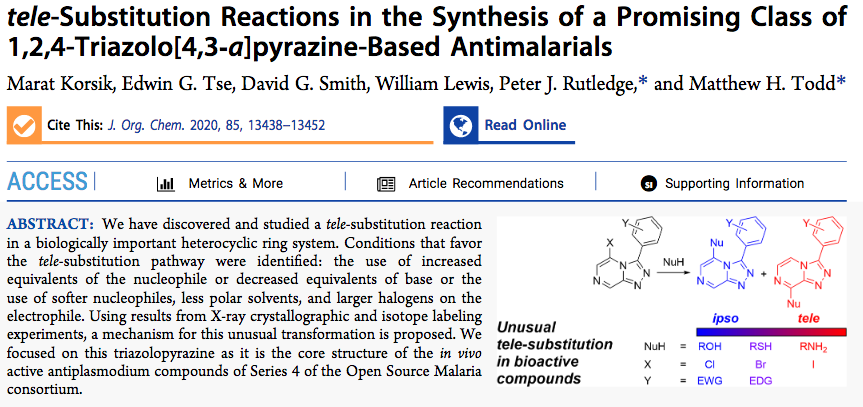 tele-Substitution Reactions in the Synthesis of a Promising Class of
1,2,4-Triazolo[4,3-a]pyrazine-Based Antimalarials
Marat Korsik, Edwin G. Tse, David G. Smith, William Lewis, Peter J. Rutledge,* and Matthew H. Todd*
Cite This: J. Org. Chem. 2020, 85, 13438–13452
Read Online
ACCESS
Metrics & More
Article Recommendations
SI Supporting Information
ABSTRACT: We have discovered and studied a tele-substitution reaction
in a biologically important heterocyclic ring system. Conditions that favor
the tele-substitution pathway were identified: the use of increased
equivalents of the nucleophile or decreased equivalents of base or the
use of softer nucleophiles, less polar solvents, and larger halogens on the
electrophile. Using results from X-ray crystallographic and isotope labeling
experiments, a mechanism for this unusual transformation is proposed. We
focused on this triazolopyrazine as it is the core structure of the in vivo
active antiplasmodium compounds of Series 4 of the Open Source Malaria
consortium.
Y Y Y
X Nu
N N N
NuH
N N N + N N N
N N N
Nu
ipso tele
Unusual
tele-substitution
in bioactive
compounds
NuH = ROH RSH RNH2
X = Cl Br I
Y = EWG EDG